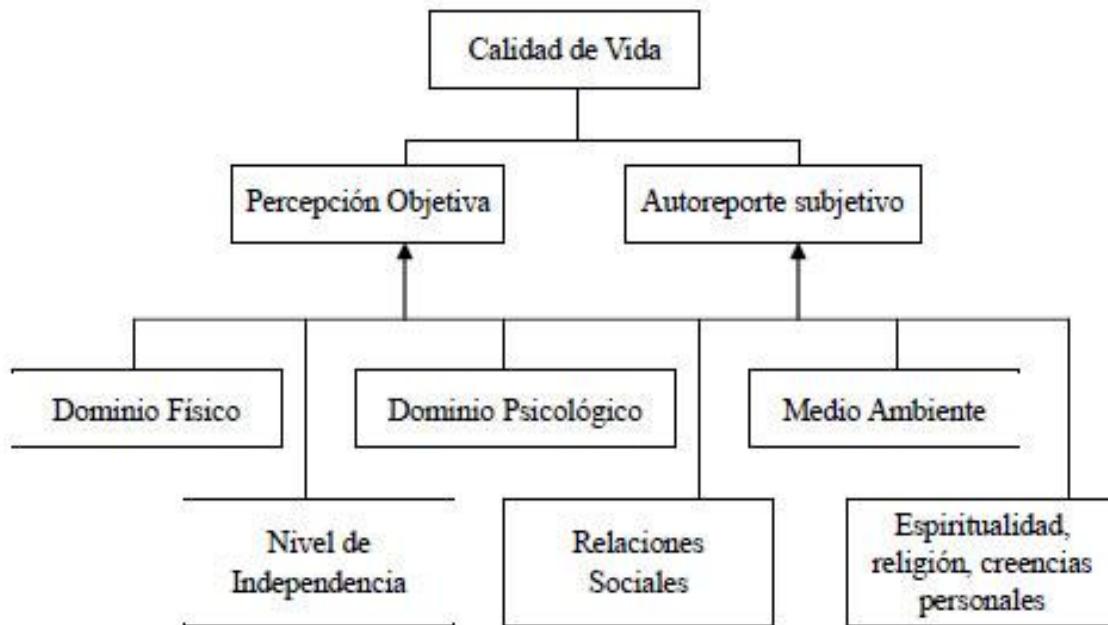 Calidad de Vida
Percepción Objetiva
Autoreporte subjetivo
Dominio Físico
Dominio Psicológico
Medio Ambiente
Nivel de
Independencia
Relaciones
Sociales
Espiritualidad,
religión, creencias
personales